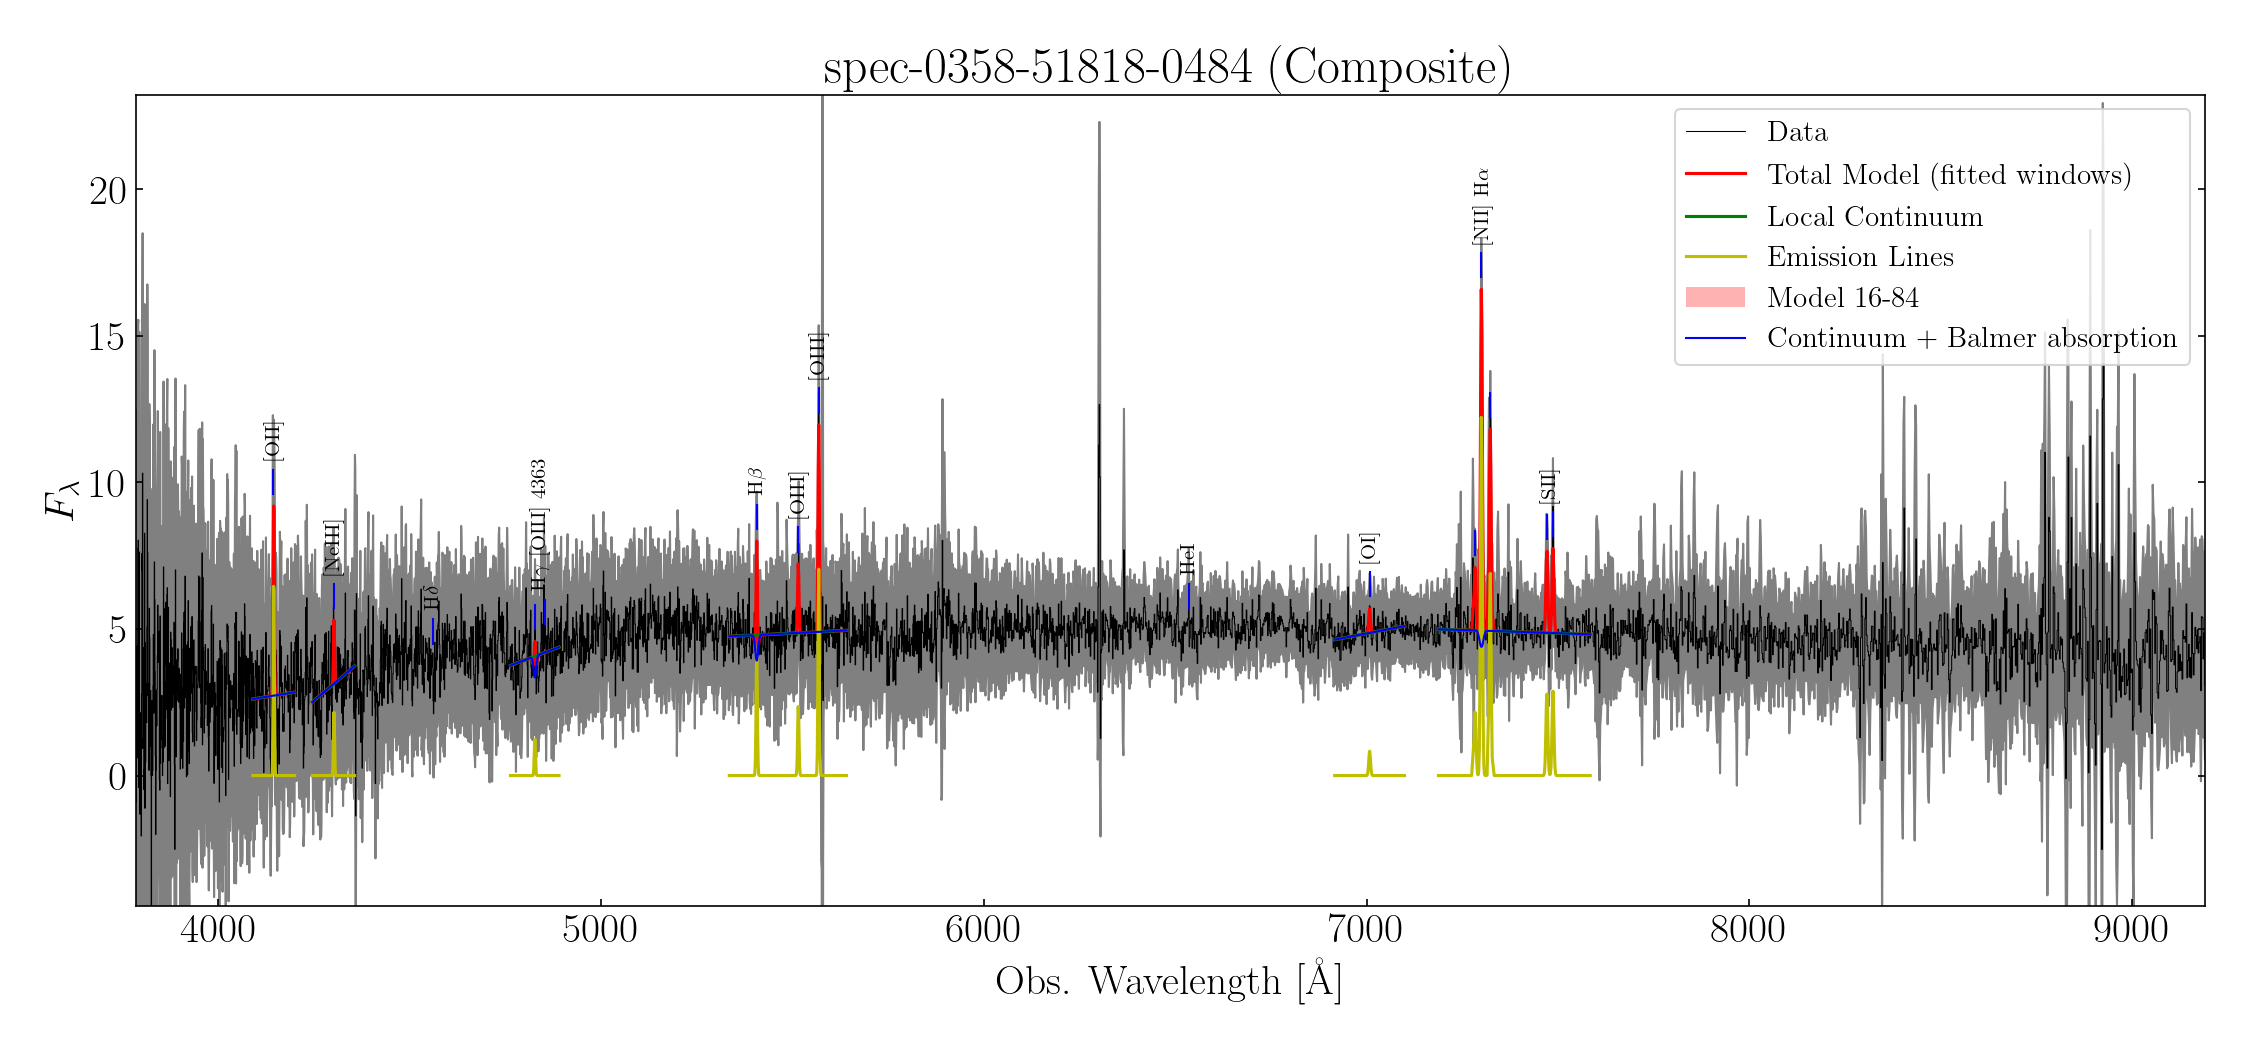 spec-0358-51818-0484 (Composite)
Data
Total Model (fitted windows)
Local Continuum
Emission Lines
Model 16-84
Continuum + Balmer absorption
[OII]
[NeIII]
Hδ
Hγ [OIII] 4363
Hβ
[OIII]
[OIII]
HeI
[OI]
[NII] Hα
[SII]
Fλ
20
15
10
5
0
4000 5000 6000 7000 8000 9000
Obs. Wavelength [Å]